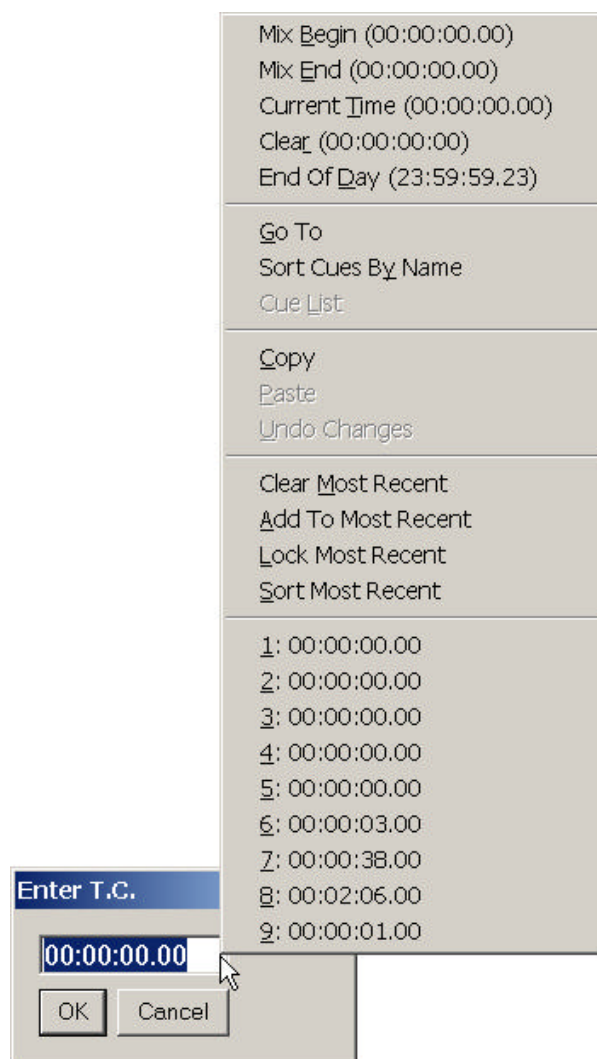 Mix Begin (00:00:00.00)
Mix End (00:00:00.00)
Current Time (00:00:00.00)
Clear (00:00:00:00)
End Of Day (23:59:59.23)
Go To
Sort Cues By Name
Cue List
Copy
Paste
Undo Changes
Clear Most Recent
Add To Most Recent
Lock Most Recent
Sort Most Recent
1: 00:00:00.00
2: 00:00:00.00
3: 00:00:00.00
4: 00:00:00.00
5: 00:00:00.00
6: 00:00:03.00
7: 00:00:38.00
8: 00:02:06.00
9: 00:00:01.00
Enter T.C.
00:00:00.00
OK Cancel